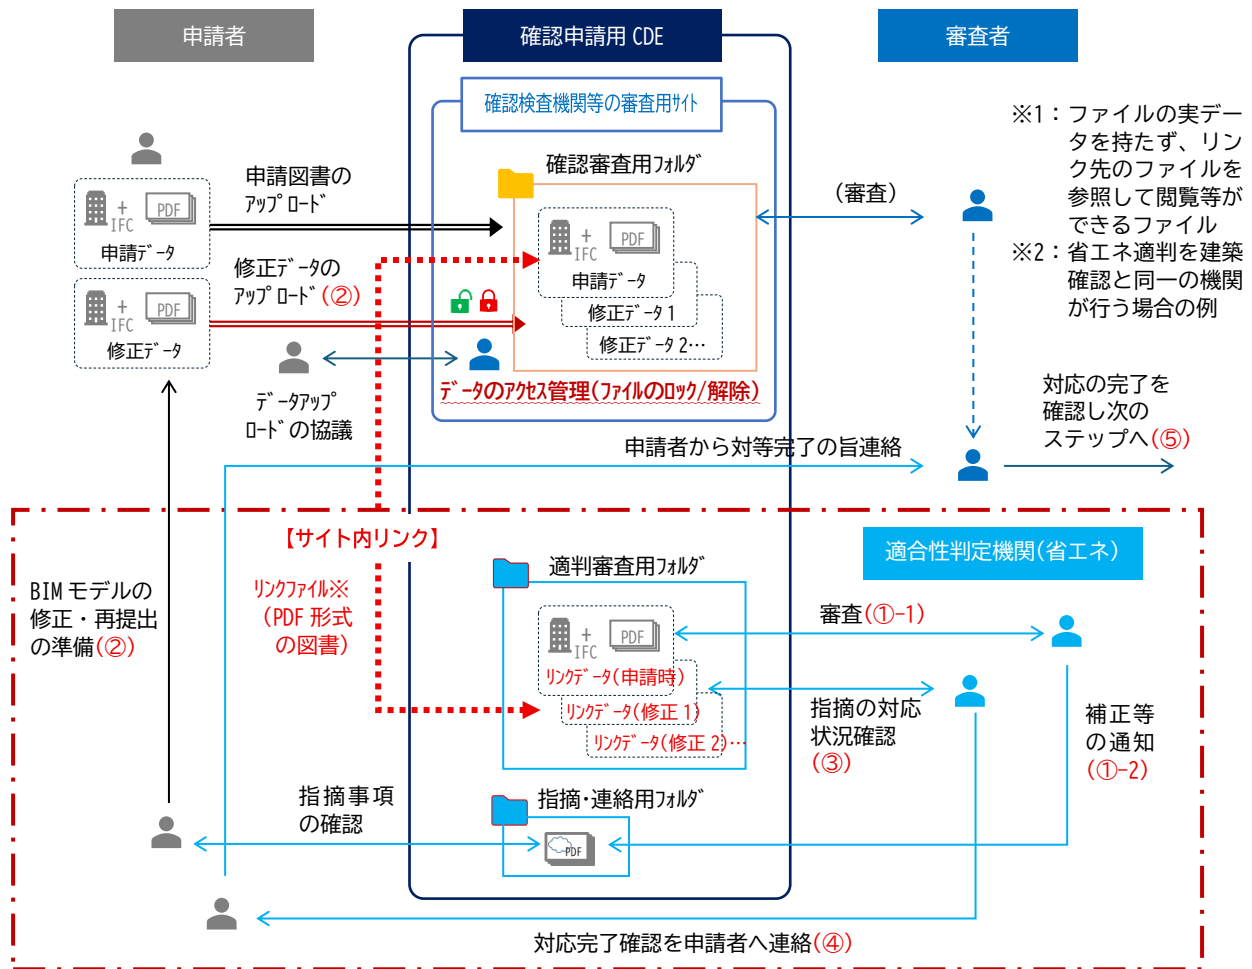 申請者
確認申請用 CDE
審査者
確認検査機関等の審査用ｻｲﾄ
※1：ファイルの実デー
タを持たず、リン
ク先のファイルを
参照して閲覧等が
できるファイル
※2：省エネ適判を建築
確認と同一の機関
が行う場合の例
確認審査用ﾌｫﾙﾀﾞ
申請図書の
ｱｯﾌﾟﾛｰﾄﾞ
（審査）
+
IFC
PDF
申請ﾃﾞｰﾀ
+
IFC
PDF
申請ﾃﾞｰﾀ
修正ﾃﾞｰﾀ 1
修正ﾃﾞｰﾀ 2…
修正ﾃﾞｰﾀの
ｱｯﾌﾟﾛｰﾄﾞ(②)
+
IFC
PDF
修正ﾃﾞｰﾀ
ﾃﾞｰﾀのｱｸｾｽ管理(ﾌｧｲﾙのﾛｯｸ/解除)
ﾃﾞｰﾀｱｯﾌﾟ
ﾛｰﾄﾞの協議
対応の完了を
確認し次の
ステップへ(⑤)
申請者から対等完了の旨連絡
【サイト内リンク】
適合性判定機関(省エネ)
適判審査用ﾌｫﾙﾀﾞ
BIM モデルの
修正・再提出
の準備(②)
ﾘﾝｸﾌｧｲﾙ※
（PDF 形式
の図書）
審査(①-1)
+
IFC
PDF
ﾘﾝｸﾃﾞｰﾀ(申請時)
ﾘﾝｸﾃﾞｰﾀ(修正 1)
ﾘﾝｸﾃﾞｰﾀ(修正 2)…
指摘の対応
状況確認
(③)
補正等
の通知
(①-2)
指摘事項
の確認
指摘･連絡用ﾌｫﾙﾀﾞ
PDF
対応完了確認を申請者へ連絡(④)